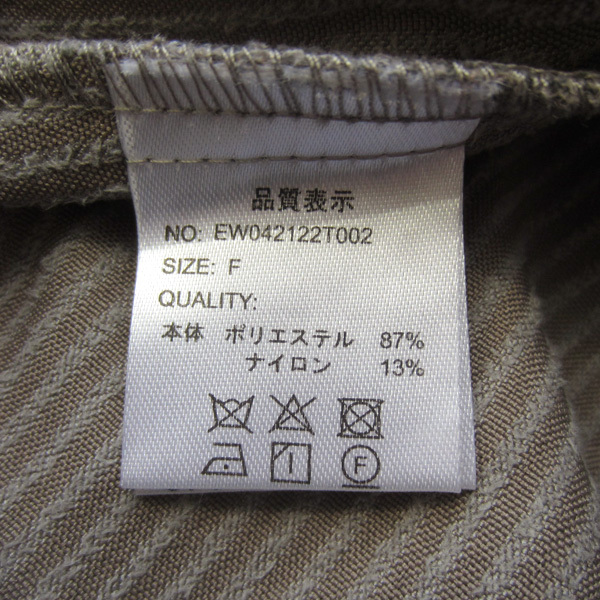 品質表示
NO: EW042122T002
SIZE: F
QUALITY:
本体 ポリエステル 87%
ナイロン 13%
F